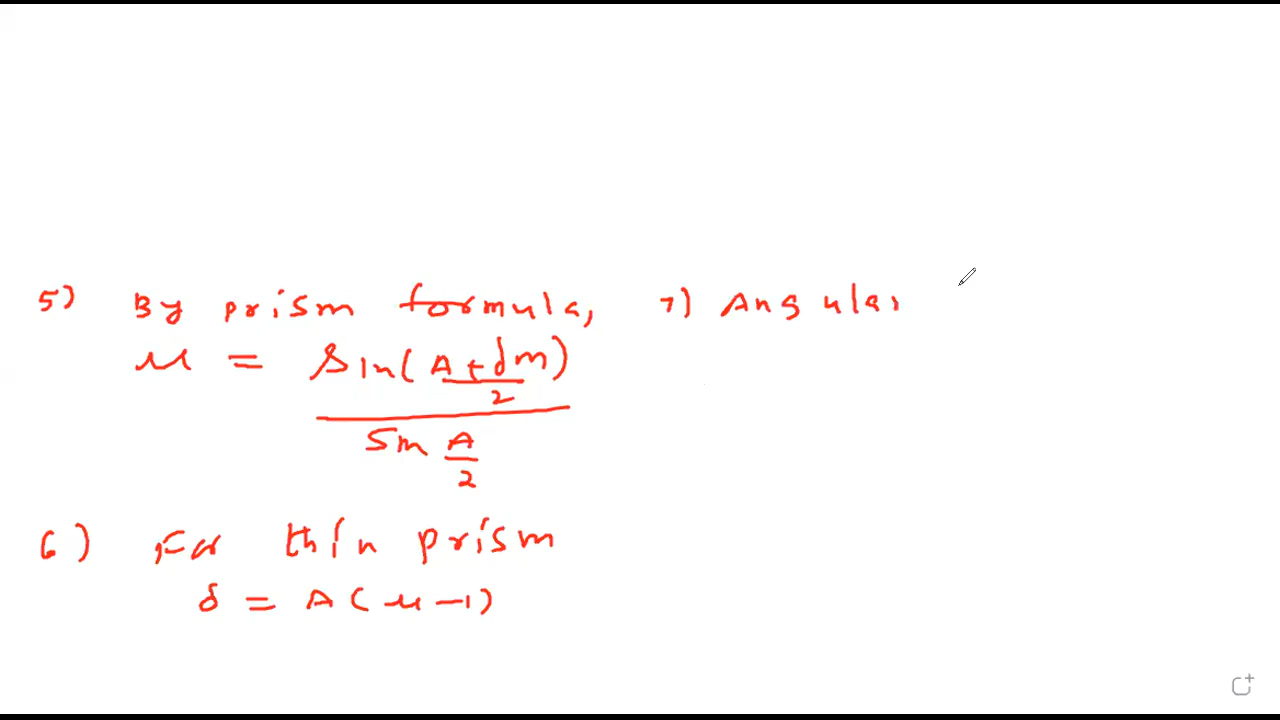 5) By prism formula,
μ = sin(A+δm/2) / sin A/2
6) For thin prism
δ = A(μ-1)
7) Angular